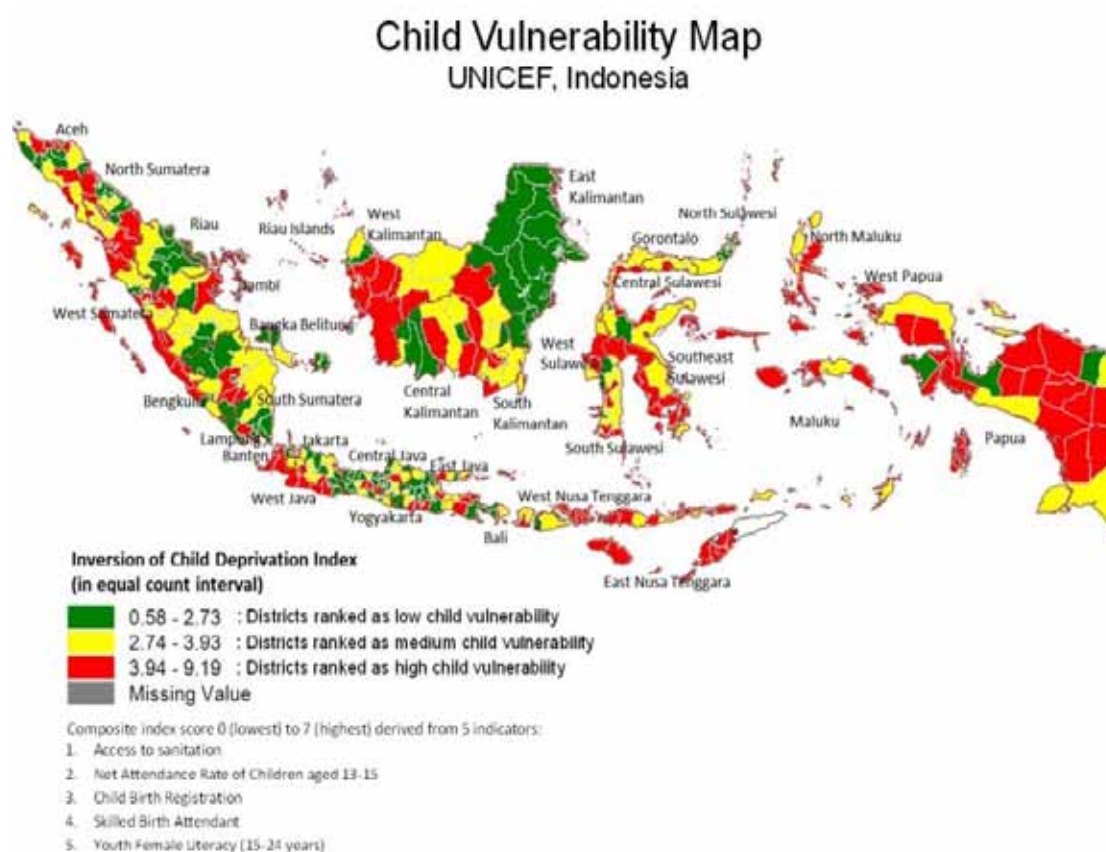 Child Vulnerability Map
UNICEF, Indonesia
Aceh
North Sumatera
Riau
Riau Islands
West
Kalimantan
East
Kalimantan
North Sulawesi
Gorontalo
North Maluku
Central Sulawesi
West Papua
Jambi
West Sumatera
Bangka Belitung
West
Sulawesi
Southeast
Sulawesi
Bengkulu
South Sumatera
Central
Kalimantan
South
Kalimantan
Maluku
Papua
Lampung
Banten
Jakarta
Central Java
East Java
South Sulawesi
West Java
Yogyakarta
Bali
West Nusa Tenggara
East Nusa Tenggara
Inversion of Child Deprivation Index
(in equal count interval)
0.58 - 2.73 : Districts ranked as low child vulnerability
2.74 - 3.93 : Districts ranked as medium child vulnerability
3.94 - 9.19 : Districts ranked as high child vulnerability
Missing Value
Composite index score 0 (lowest) to 7 (highest) derived from 5 indicators:
1. Access to sanitation
2. Net Attendance Rate of Children aged 13-15
3. Child Birth Registration
4. Skilled Birth Attendant
5. Youth Female Literacy (15-24 years)